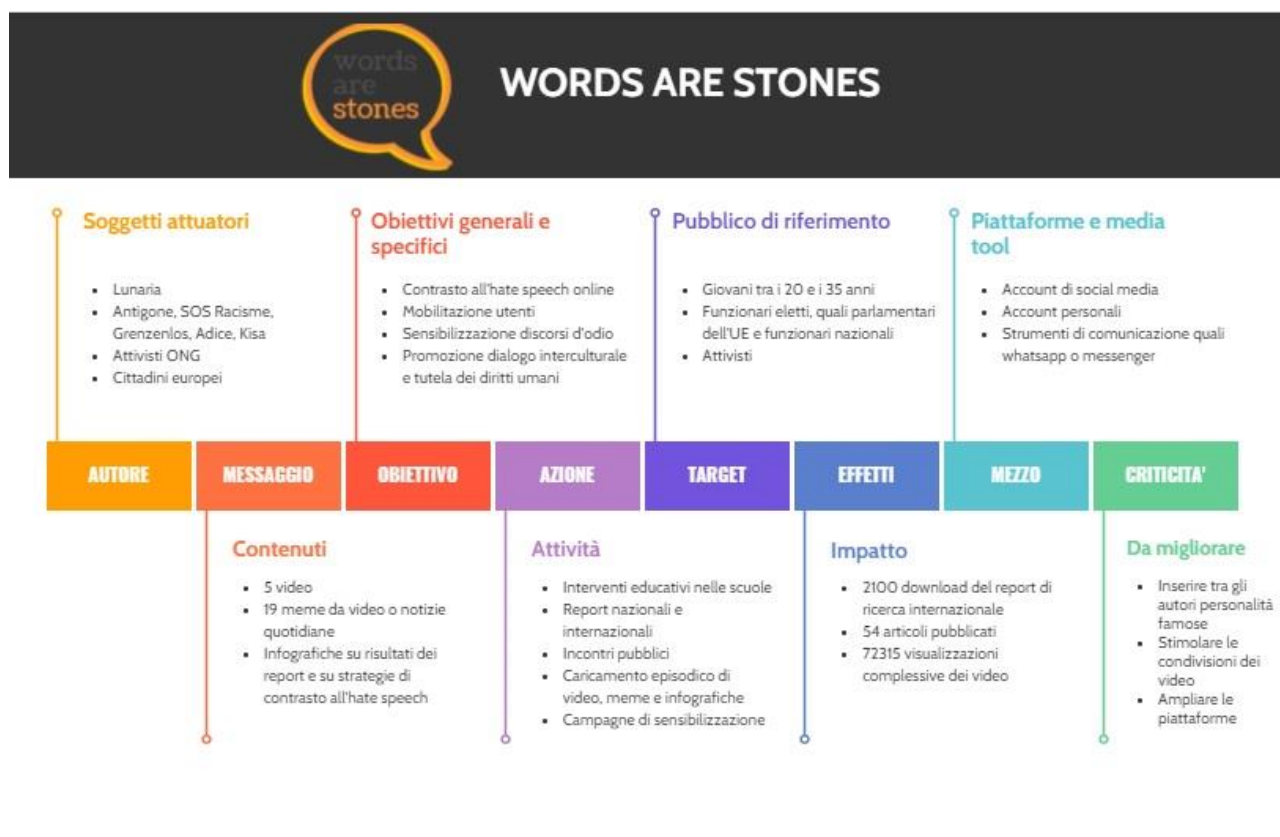 words
are
stones
WORDS ARE STONES
Soggetti attuatori
• Lunaria
• Antigone, SOS Racisme,
Grenzenlos, Adice, Kisa
• Attivisti ONG
• Cittadini europei
Obiettivi generali e
specifici
• Contrasto all'hate speech online
• Mobilitazione utenti
• Sensibilizzazione discorsi d'odio
• Promozione dialogo interculturale
e tutela dei diritti umani
Pubblico di riferimento
• Giovani tra i 20 e i 35 anni
• Funzionari eletti, quali parlamentari
dell'UE e funzionari nazionali
• Attivisti
Piattaforme e media
tool
• Account di social media
• Account personali
• Strumenti di comunicazione quali
whatsapp o messenger
AUTORE
MESSAGGIO
OBIETTIVO
AZIONE
TARGET
EFFETTI
MEZZO
CRITICITA'
Contenuti
• 5 video
• 19 meme da video o notizie
quotidiane
• Infografiche su risultati dei
report e su strategie di
contrasto all'hate speech
Attività
• Interventi educativi nelle scuole
• Report nazionali e
internazionali
• Incontri pubblici
• Caricamento episodico di
video, meme e infografiche
• Campagne di sensibilizzazione
Impatto
• 2100 download del report di
ricerca internazionale
• 54 articoli pubblicati
• 72315 visualizzazioni
complessive dei video
Da migliorare
• Inserire tra gli
autori personalità
famose
• Stimolare le
condivisioni dei
video
• Ampliare le
piattaforme